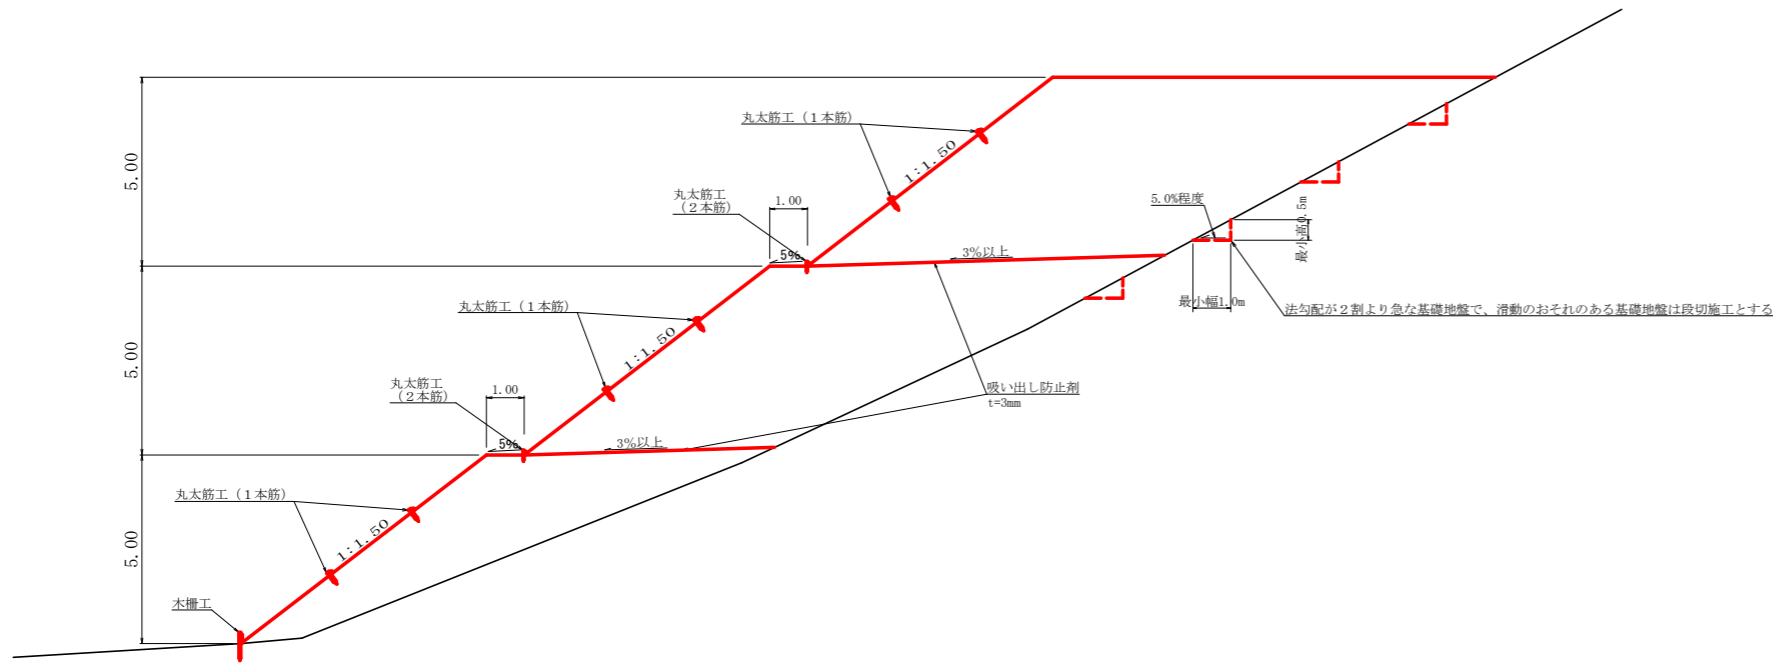 丸太筋工（１本筋）
5.00
1:1.50
丸太筋工
（２本筋）
1.00
5.0%程度
最小高0.5m
5%
3%以上
最小幅1.0m
法勾配が２割より急な基礎地盤で、滑動のおそれのある基礎地盤は段切施工とする
丸太筋工（１本筋）
5.00
1:1.50
丸太筋工
（２本筋）
1.00
吸い出し防止剤
t=3mm
5%
3%以上
丸太筋工（１本筋）
5.00
1:1.50
木柵工